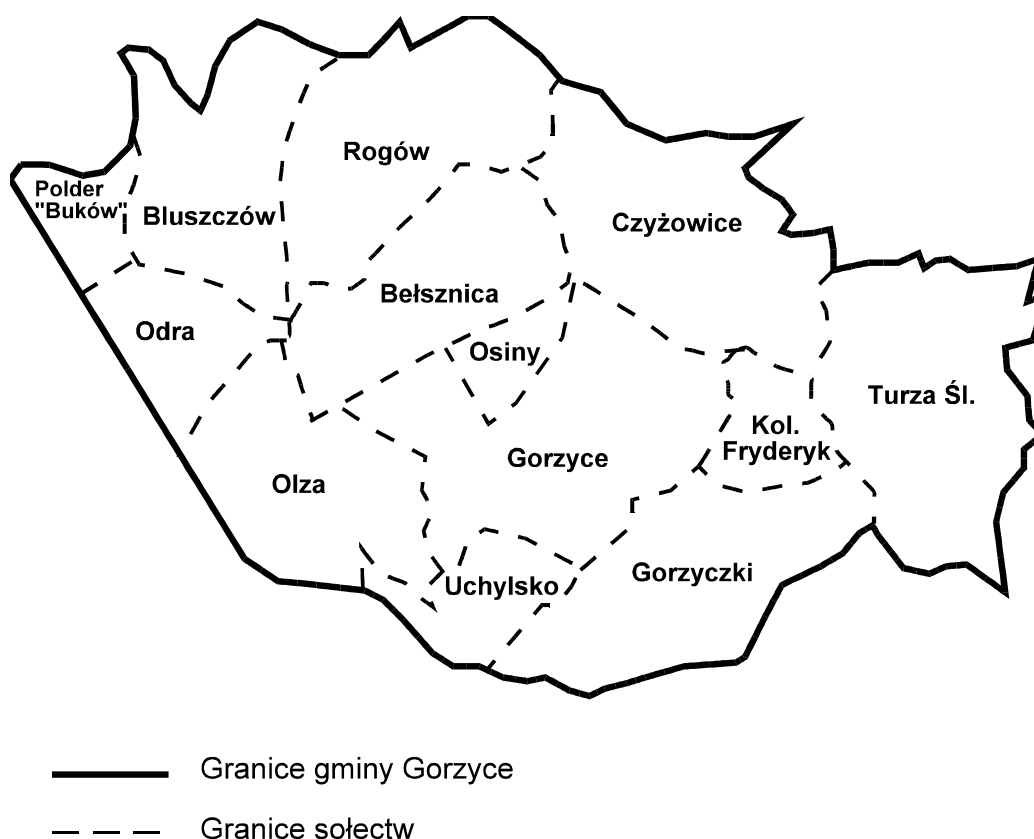 Rogów
Polder
"Buków"
Bluszczów
Czyżowice
Bełsznica
Odra
Osiny
Turza Śl.
Kol.
Fryderyk
Gorzyce
Olza
Gorzyczki
Uchylsko
Granice gminy Gorzyce
Granice sołectw